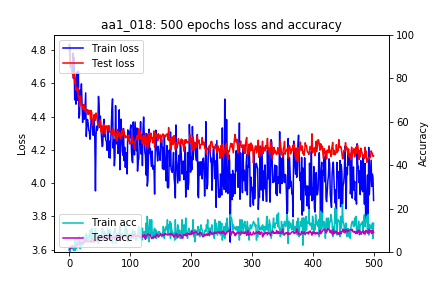 aa1_018: 500 epochs loss and accuracy
Train loss
Test loss
Train acc
Test acc
Loss
4.8
4.6
4.4
4.2
4.0
3.8
3.6
Accuracy
100
80
60
40
20
0
0 100 200 300 400 500